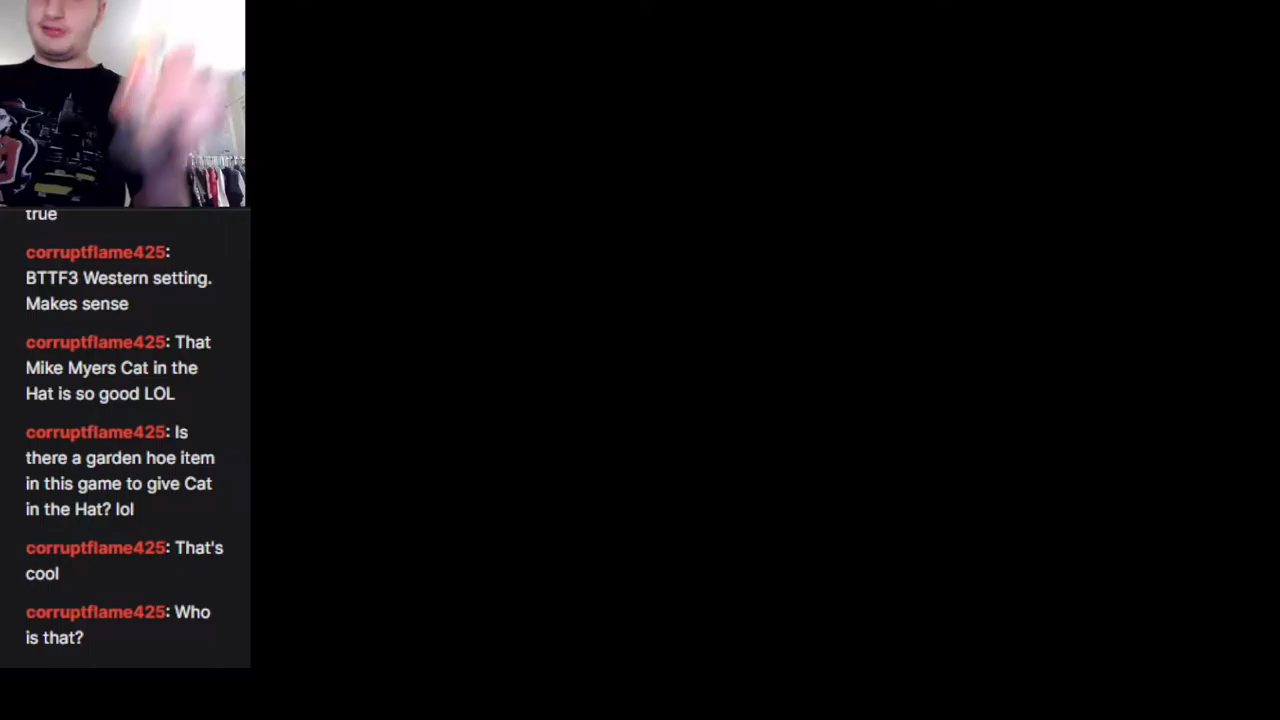 true
corruptflame425:
BTTF3 Western setting.
Makes sense
corruptflame425: That
Mike Myers Cat in the
Hat is so good LOL
corruptflame425: Is
there a garden hoe item
in this game to give Cat
in the Hat? lol
corruptflame425: That's
cool
corruptflame425: Who
is that?